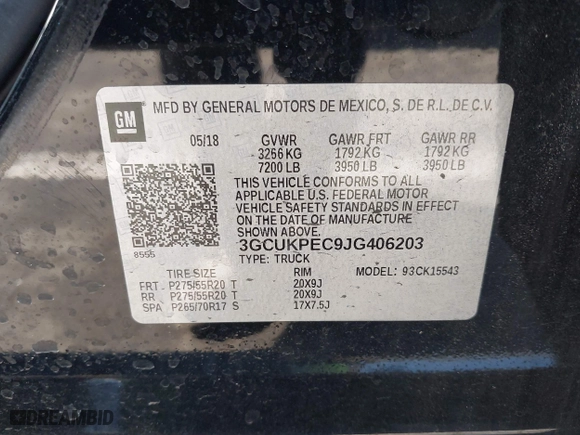 GM
MFD BY GENERAL MOTORS DE MEXICO, S. DE R.L. DE C.V.
05/18 GVWR GAWR FRT GAWR RR
3266 KG 1792 KG 1792 KG
7200 LB 3950 LB 3950 LB
THIS VEHICLE CONFORMS TO ALL
APPLICABLE U.S. FEDERAL MOTOR
VEHICLE SAFETY STANDARDS IN EFFECT
ON THE DATE OF MANUFACTURE
SHOWN ABOVE.
8555 3GCUKPEC9JG406203
TYPE: TRUCK
TIRE SIZE RIM MODEL: 93CK15543
FRT P275/55R20 T 20X9J
RR P275/55R20 T 20X9J
SPA P265/70R17 S 17X7.5J
DREAMBID